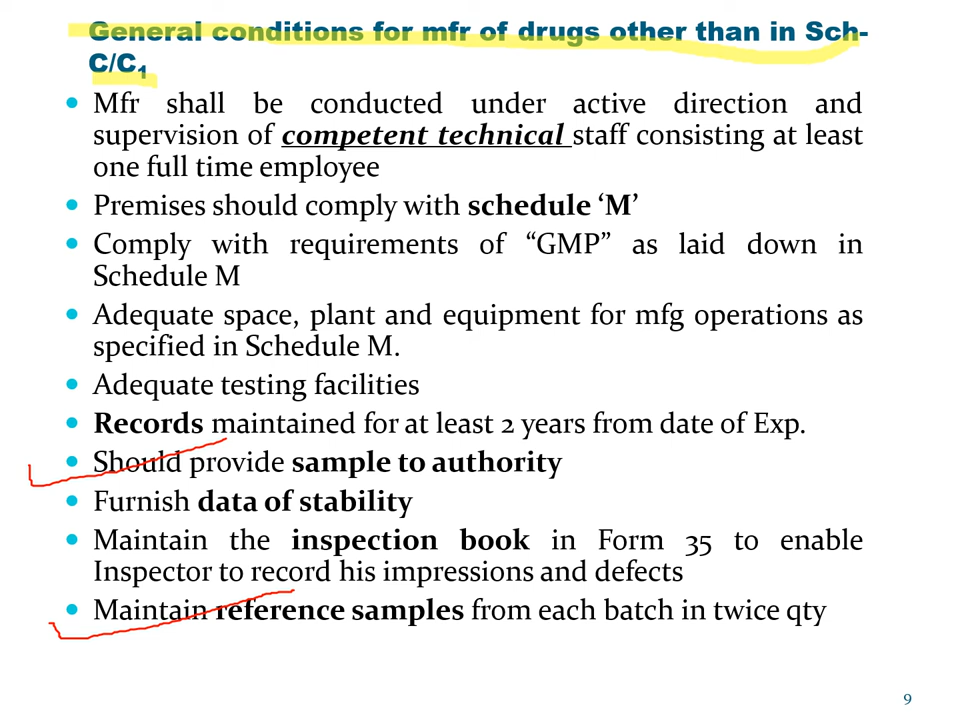 General conditions for mfr of drugs other than in Sch-
C/C1
• Mfr shall be conducted under active direction and
supervision of competent technical staff consisting at least
one full time employee
• Premises should comply with schedule ‘M’
• Comply with requirements of “GMP” as laid down in
Schedule M
• Adequate space, plant and equipment for mfg operations as
specified in Schedule M.
• Adequate testing facilities
• Records maintained for at least 2 years from date of Exp.
• Should provide sample to authority
• Furnish data of stability
• Maintain the inspection book in Form 35 to enable
Inspector to record his impressions and defects
• Maintain reference samples from each batch in twice qty
9